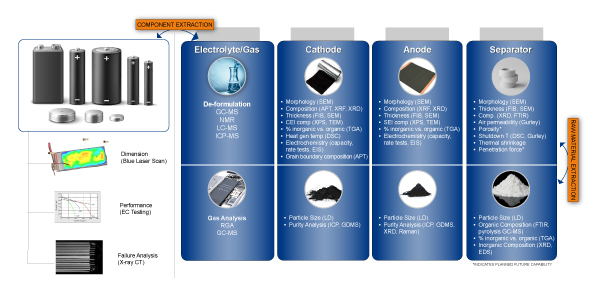 COMPONENT EXTRACTION
Electrolyte/Gas
De-formulation
GC-MS
NMR
LC-MS
ICP-MS
Gas Analysis
RGA
GC-MS
Cathode
Morphology (SEM)
Composition (APT, XRF, XRD)
Thickness (FIB, SEM)
CEI comp (XPS, TEM)
% inorganic vs. organic (TGA)
Heat gen temp (DSC)
Electrochemistry (capacity,
rate tests, EIS)
Grain boundary composition (APT)
Particle Size (LD)
Purity Analysis (ICP, GDMS)
Anode
Morphology (SEM)
Composition (XRF, XRD)
Thickness (FIB, SEM)
SEI comp (XPS, TEM)
% inorganic vs. organic (TGA)
Electrochemistry (capacity,
rate tests, EIS)
Particle Size (LD)
Purity Analysis (ICP, GDMS,
XRD, Raman)
Separator
Morphology (SEM)
Thickness (FIB, SEM)
Comp. (XRD, FTIR)
Air permeability (Gurley)
Porosity*
Shutdown T (DSC, Gurley)
Thermal shrinkage
Penetration force*
Particle Size (LD)
Organic Composition (FTIR,
pyrolysis GC-MS)
% inorganic vs. organic (TGA)
Inorganic Composition (XRD,
EDS)
*INDICATES PLANNED FUTURE CAPABILITY
RAW MATERIAL EXTRACTION
Dimension
(Blue Laser Scan)
Performance
(EC Testing)
Failure Analysis
(X-ray CT)